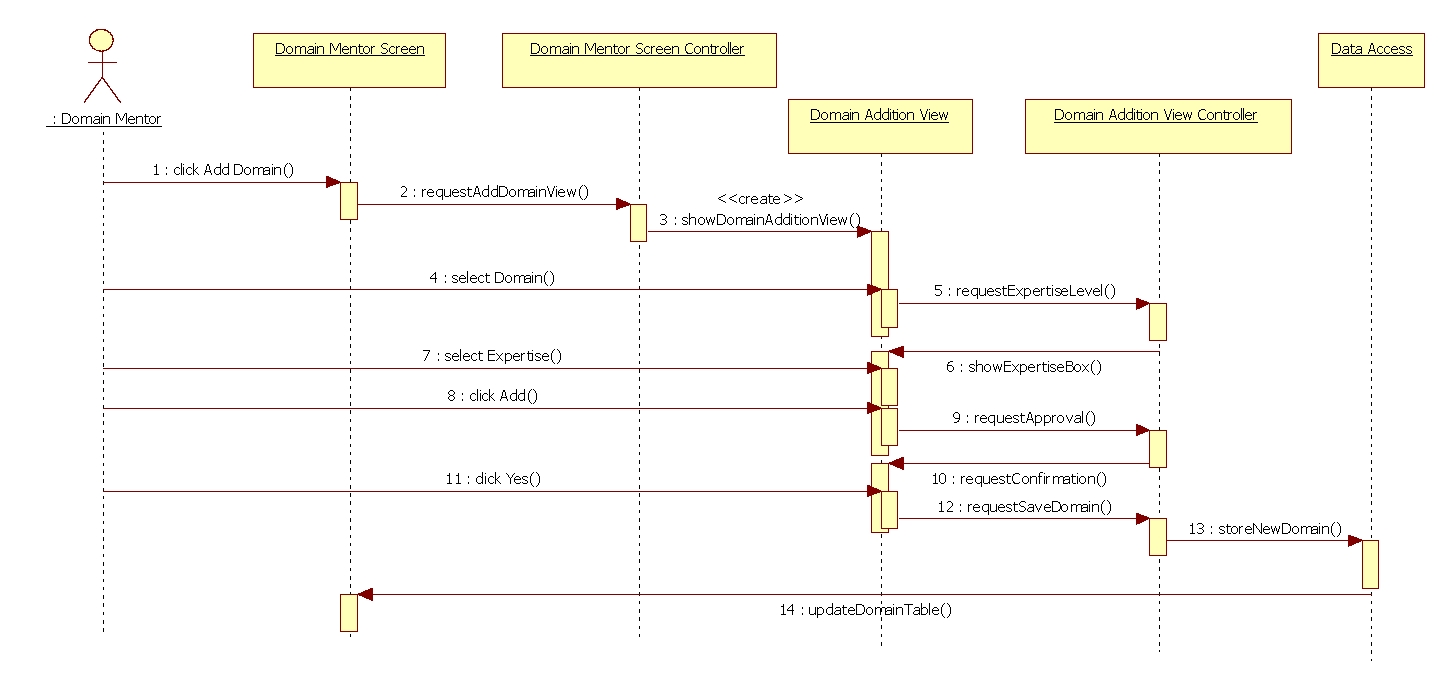 Domain Mentor Screen
Domain Mentor Screen Controller
Data Access
Domain Addition View
Domain Addition View Controller
: Domain Mentor
1 : click Add Domain()
2 : requestAddDomainView()
<<create>>
3 : showDomainAdditionView()
4 : select Domain()
5 : requestExpertiseLevel()
7 : select Expertise()
6 : showExpertiseBox()
8 : click Add()
9 : requestApproval()
11 : click Yes()
10 : requestConfirmation()
12 : requestSaveDomain()
13 : storeNewDomain()
14 : updateDomainTable()